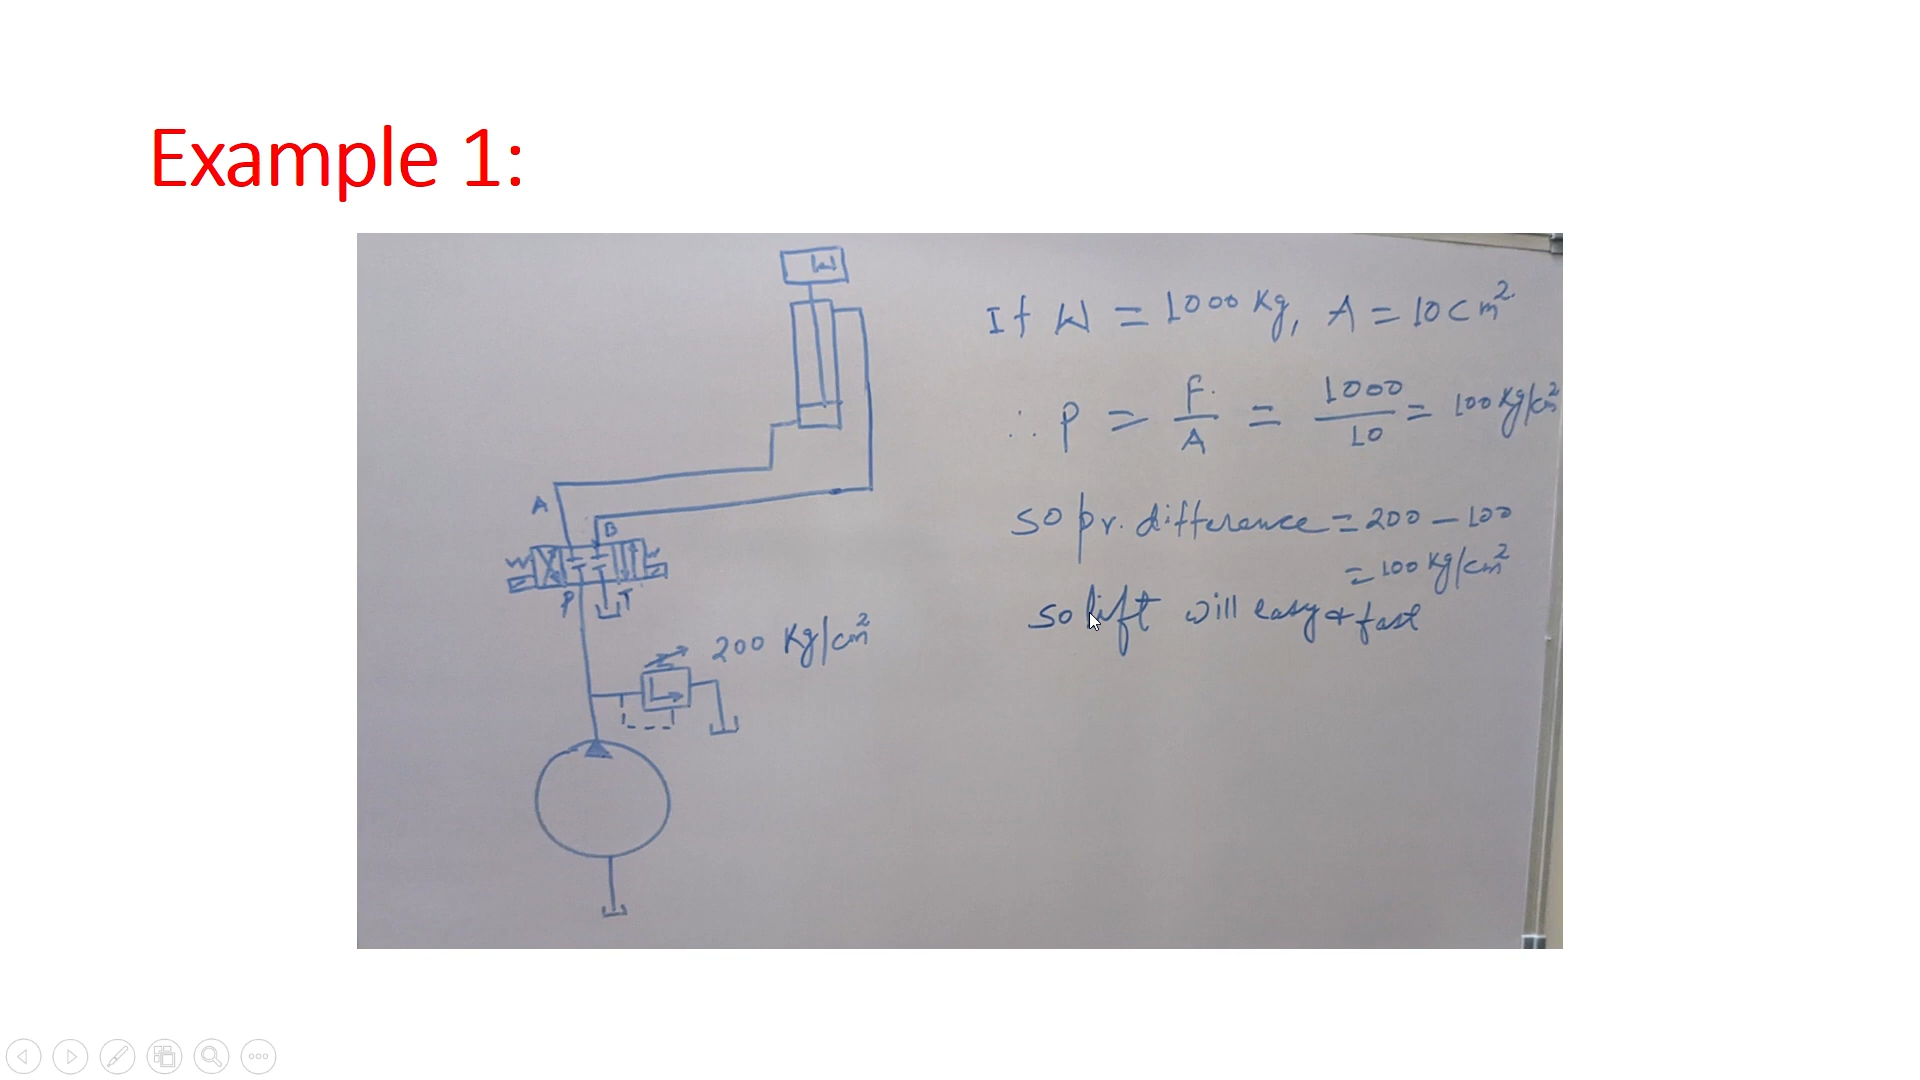 Example 1:
W
If W = 1000 Kg, A = 10 cm²
∴ P = F/A = 1000/10 = 100 Kg/cm²
A
B
so pr. difference = 200 - 100
= 100 Kg/cm²
P T
so lift will easy & fast
200 Kg/cm²